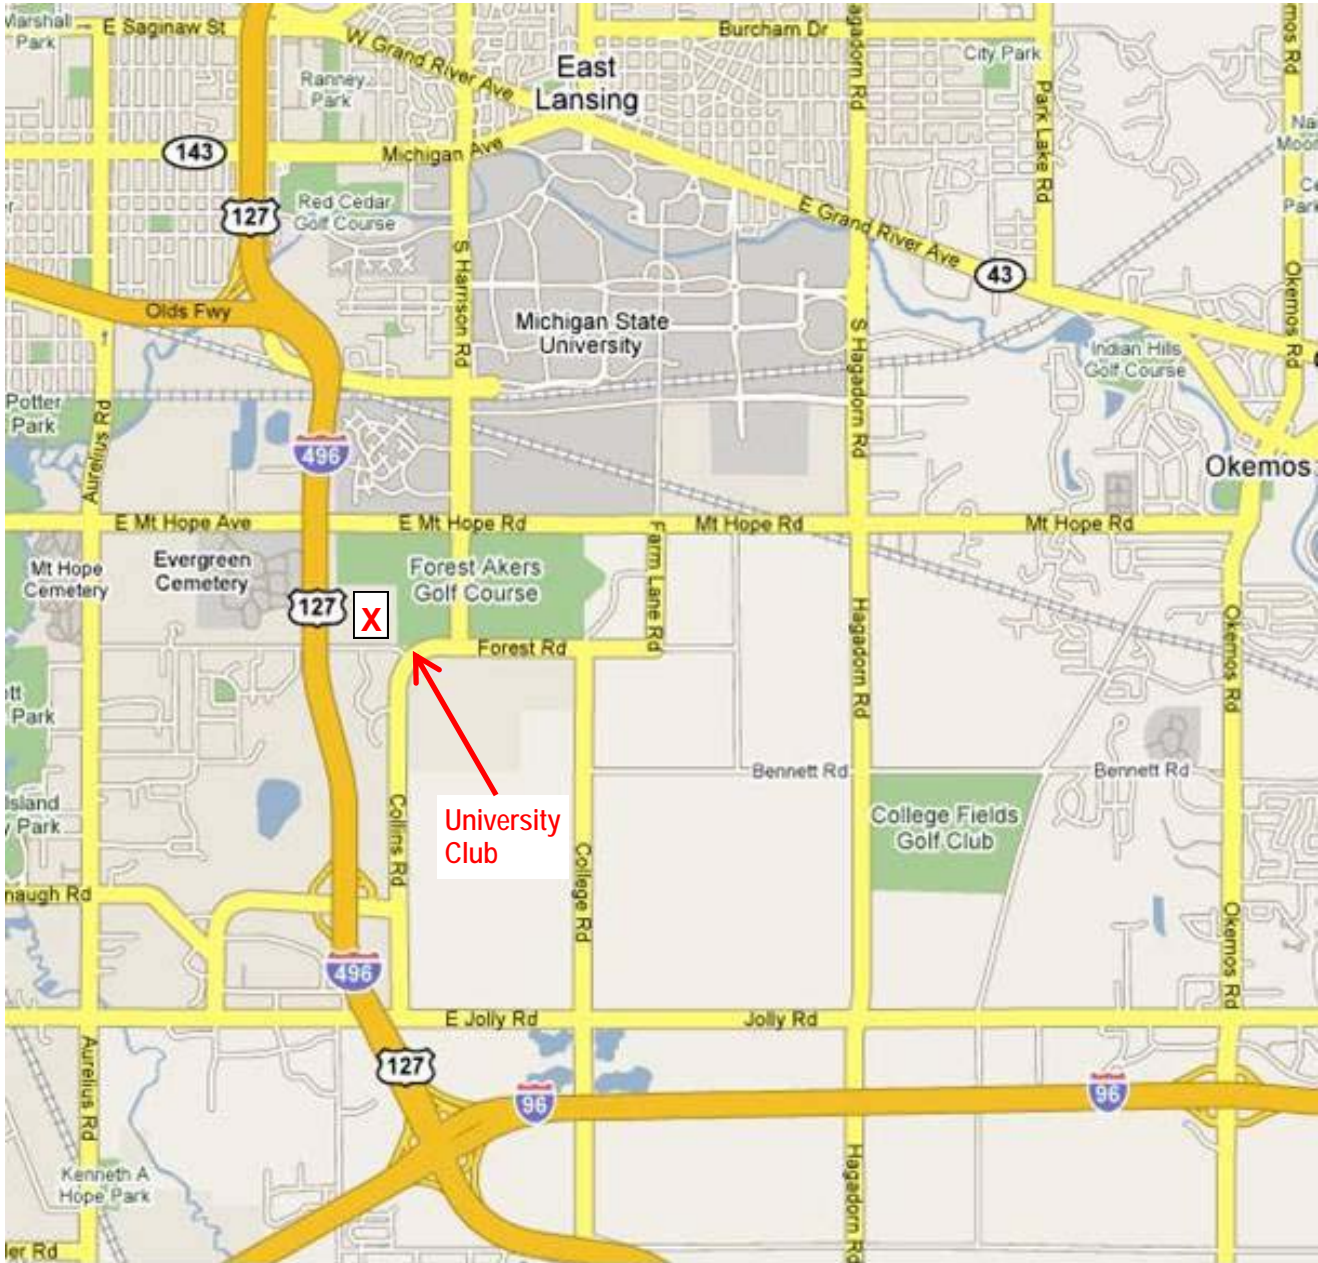 Marshall
Park
E Saginaw St
W Grand River Ave
Burcham Dr
Hagadorn Rd
City Park
Okemos Rd
Ranney
Park
East
Lansing
Park Lake Rd
143
Michigan Ave
127
Red Cedar
Golf Course
S Harrison Rd
E Grand River Ave
43
Okemos Rd
Olds Fwy
Michigan State
University
S Hagadorn Rd
Indian Hills
Golf Course
Potter
Park
Aurelius Rd
496
Okemos
E Mt Hope Ave
E Mt Hope Rd
Farm Lane Rd
Mt Hope Rd
Mt Hope Rd
Mt Hope
Cemetery
Evergreen
Cemetery
Forest Akers
Golf Course
127
X
Forest Rd
Hagadorn Rd
Okemos Rd
Park
Bennett Rd
Bennett Rd
Island
Park
Collins Rd
University
Club
College Rd
College Fields
Golf Club
naugh Rd
Okemos Rd
496
E Jolly Rd
Jolly Rd
Aurelius Rd
127
96
96
Kenneth A
Hope Park
Hagadorn Rd
ler Rd